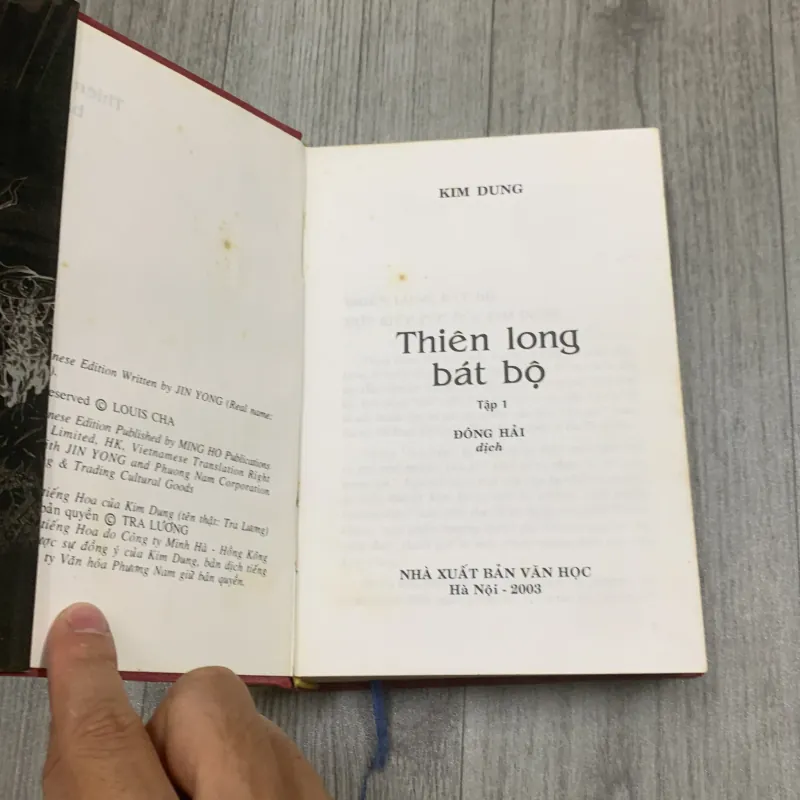 nese Edition Written by JIN YONG (Real name:
).
eserved © LOUIS CHA
nese Edition Published by MING HO Publications
Limited, HK, Vietnamese Translation Right
ith JIN YONG and Phuong Nam Corporation
g & Trading Cultural Goods
tiếng Hoa của Kim Dung (tên thật: Tra Lương)
bản quyền © TRA LƯƠNG
tiếng Hoa do Công ty Minh Hà - Hồng Kông
ược sự đồng ý của Kim Dung, bản dịch tiếng
ty Văn hóa Phương Nam giữ bản quyền.
KIM DUNG
Thiên long
bát bộ
Tập 1
ĐÔNG HẢI
dịch
NHÀ XUẤT BẢN VĂN HỌC
Hà Nội - 2003